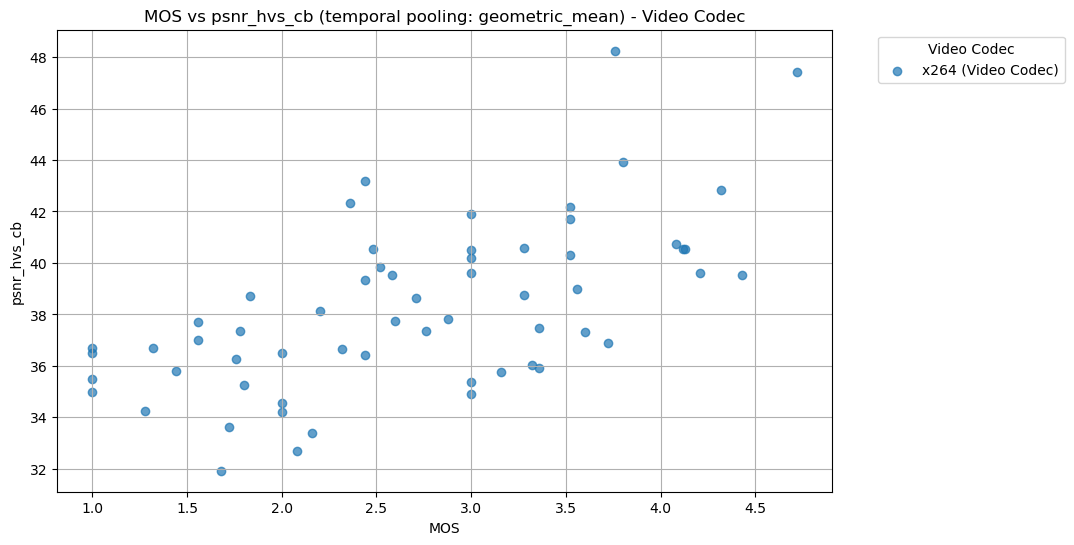 MOS vs psnr_hvs_cb (temporal pooling: geometric_mean) - Video Codec
Video Codec
x264 (Video Codec)
psnr_hvs_cb
48
46
44
42
40
38
36
34
32
1.0 1.5 2.0 2.5 3.0 3.5 4.0 4.5
MOS